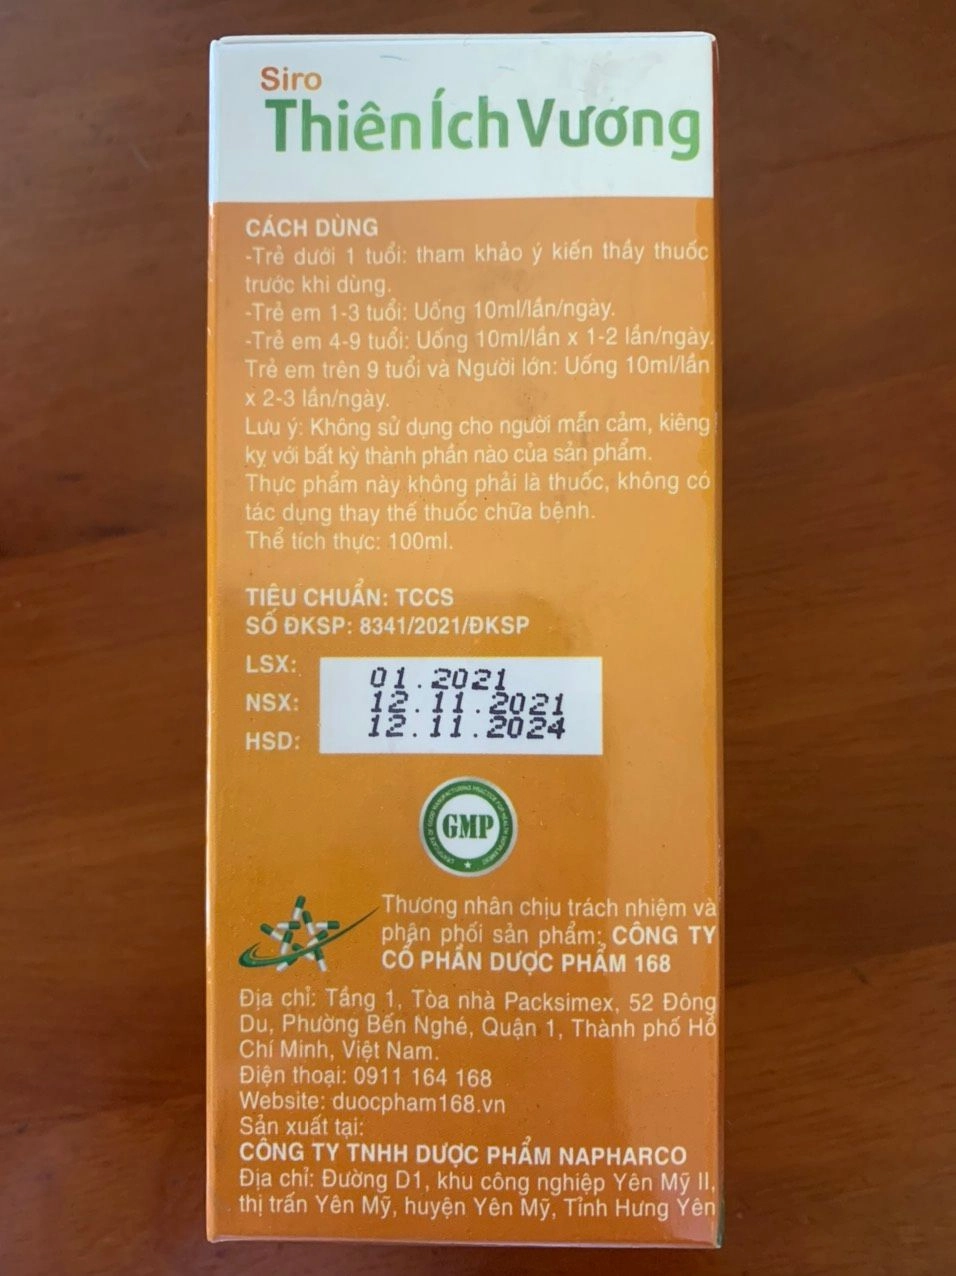 Siro
Thiên Ích Vương
CÁCH DÙNG
-Trẻ dưới 1 tuổi: tham khảo ý kiến thầy thuốc
trước khi dùng.
-Trẻ em 1-3 tuổi: Uống 10ml/lần/ngày.
-Trẻ em 4-9 tuổi: Uống 10ml/lần x 1-2 lần/ngày.
Trẻ em trên 9 tuổi và Người lớn: Uống 10ml/lần
x 2-3 lần/ngày.
Lưu ý: Không sử dụng cho người mẫn cảm, kiêng
kỵ với bất kỳ thành phần nào của sản phẩm.
Thực phẩm này không phải là thuốc, không có
tác dụng thay thế thuốc chữa bệnh.
Thể tích thực: 100ml.
TIÊU CHUẨN: TCCS
SỐ ĐKSP: 8341/2021/ĐKSP
LSX: 01.2021
NSX: 12.11.2021
HSD: 12.11.2024
CERTIFICATE OF GOOD MANUFACTURING PRACTICE FOR HEALTH SUPPLEMENT
GMP
Thương nhân chịu trách nhiệm và
phân phối sản phẩm: CÔNG TY
CỔ PHẦN DƯỢC PHẨM 168
Địa chỉ: Tầng 1, Tòa nhà Packsimex, 52 Đông
Du, Phường Bến Nghé, Quận 1, Thành phố Hồ
Chí Minh, Việt Nam.
Điện thoại: 0911 164 168
Website: duocpham168.vn
Sản xuất tại:
CÔNG TY TNHH DƯỢC PHẨM NAPHARCO
Địa chỉ: Đường D1, khu công nghiệp Yên Mỹ II,
thị trấn Yên Mỹ, huyện Yên Mỹ, Tỉnh Hưng Yên